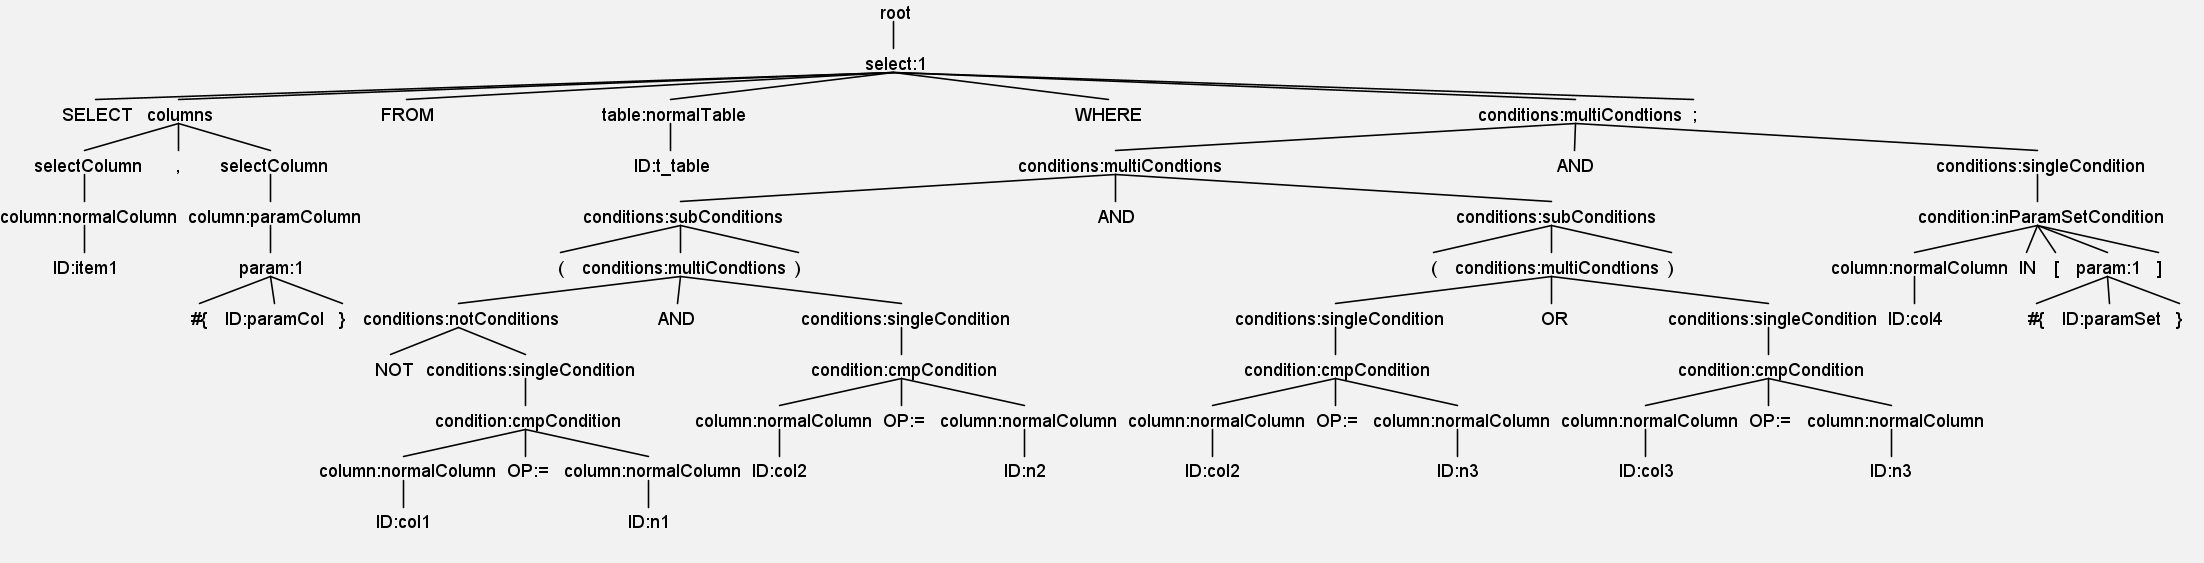 root
select:1
SELECT columns FROM table:normalTable WHERE conditions:multiCondtions ;
selectColumn , selectColumn ID:t_table conditions:multiCondtions AND conditions:singleCondition
column:normalColumn column:paramColumn conditions:subConditions AND conditions:subConditions condition:inParamSetCondition
ID:item1 param:1 ( conditions:multiCondtions ) ( conditions:multiCondtions ) column:normalColumn IN [ param:1 ]
#{ ID:paramCol } conditions:notConditions AND conditions:singleCondition conditions:singleCondition OR conditions:singleCondition ID:col4 #{ ID:paramSet }
NOT conditions:singleCondition condition:cmpCondition condition:cmpCondition condition:cmpCondition
condition:cmpCondition column:normalColumn OP:= column:normalColumn column:normalColumn OP:= column:normalColumn column:normalColumn OP:= column:normalColumn
column:normalColumn OP:= column:normalColumn ID:col2 ID:n2 ID:col2 ID:n3 ID:col3 ID:n3
ID:col1 ID:n1